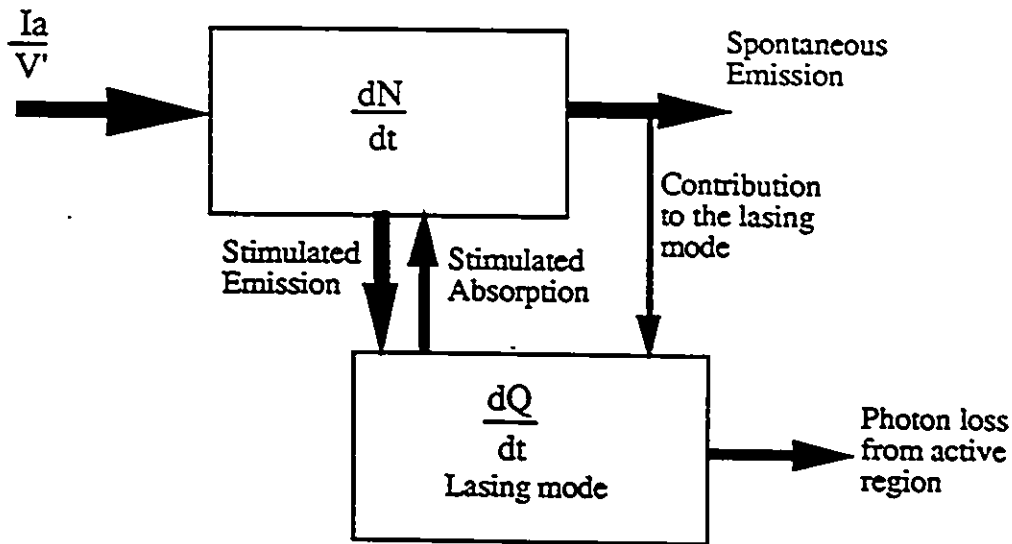 Ia
V'
dN
dt
Spontaneous
Emission
Contribution
to the lasing
mode
Stimulated
Emission
Stimulated
Absorption
dQ
dt
Lasing mode
Photon loss
from active
region